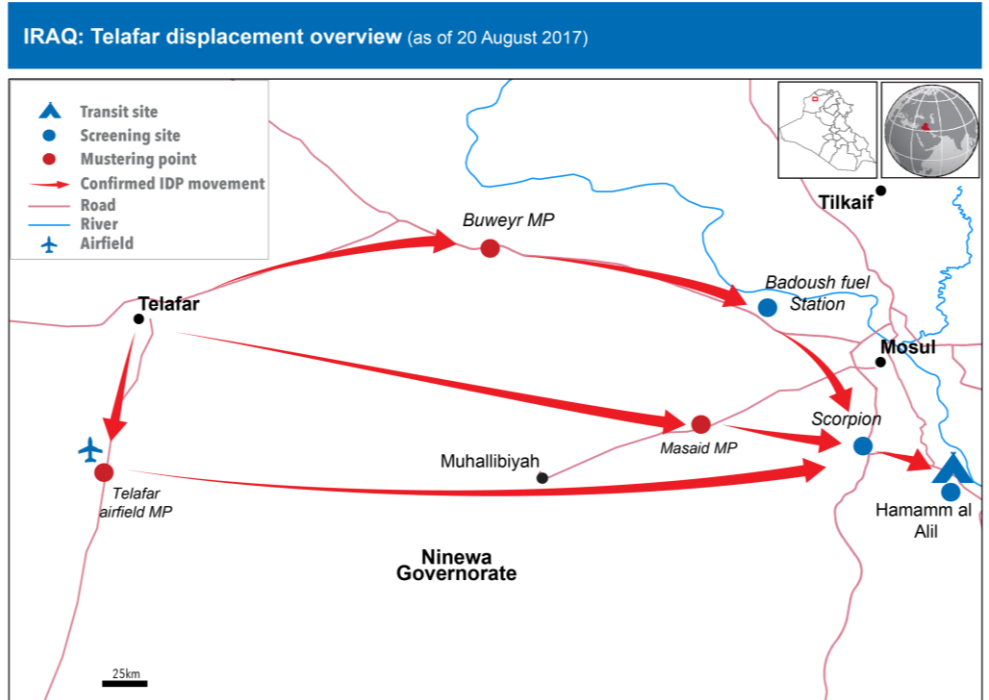 IRAQ: Telafar displacement overview (as of 20 August 2017)
Transit site
Screening site
Mustering point
Confirmed IDP movement
Road
River
Airfield
Tilkaif
Buweyr MP
Badoush fuel
Station
Telafar
Mosul
Scorpion
Masaid MP
Muhallibiyah
Telafar
airfield MP
Hamamm al
Alil
Ninewa
Governorate
25km